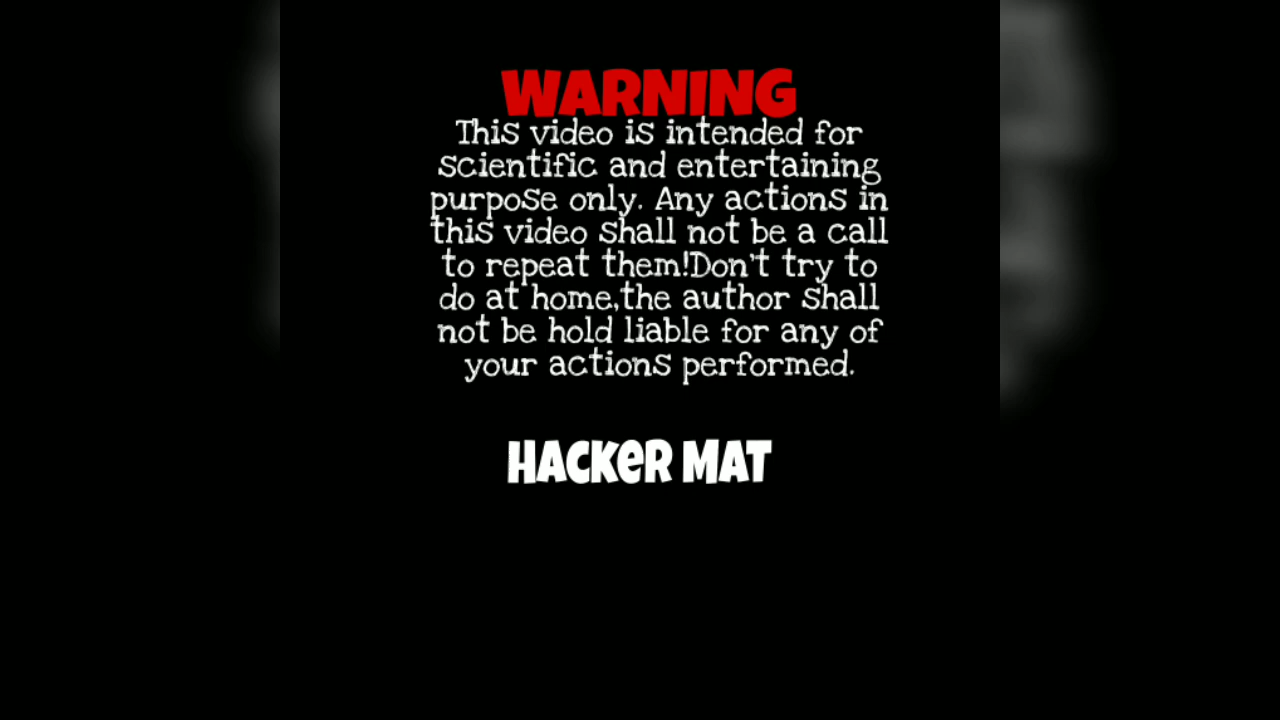 WARNING
This video is intended for
scientific and entertaining
purpose only. Any actions in
this video shall not be a call
to repeat them!Don't try to
do at home,the author shall
not be hold liable for any of
your actions performed.
HACKER MAT